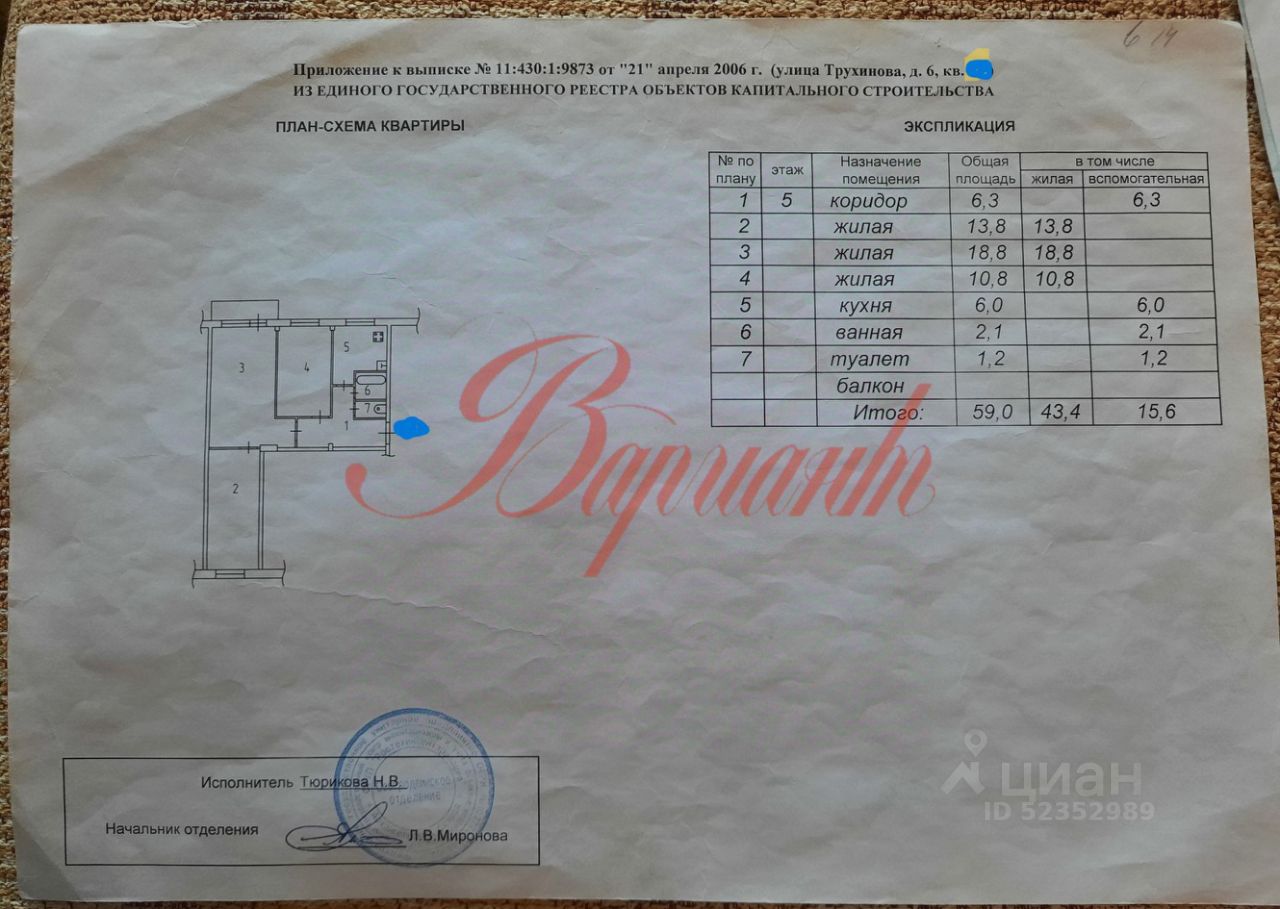 6 14
Приложение к выписке № 11:430:1:9873 от "21" апреля 2006 г. (улица Трухинова, д. 6, кв.
ИЗ ЕДИНОГО ГОСУДАРСТВЕННОГО РЕЕСТРА ОБЪЕКТОВ КАПИТАЛЬНОГО СТРОИТЕЛЬСТВА
ПЛАН-СХЕМА КВАРТИРЫ
ЭКСПЛИКАЦИЯ
№ по плану этаж Назначение помещения Общая площадь в том числе
жилая вспомогательная
1 5 коридор 6,3 6,3
2 жилая 13,8 13,8
3 жилая 18,8 18,8
4 жилая 10,8 10,8
5 кухня 6,0 6,0
6 ванная 2,1 2,1
7 туалет 1,2 1,2
балкон
Итого: 59,0 43,4 15,6
5
3
4
6
7
1
2
Вариант
Исполнитель Тюрикова Н.В.
Начальник отделения Л.В.Миронова
отделение
циан
ID 52352989